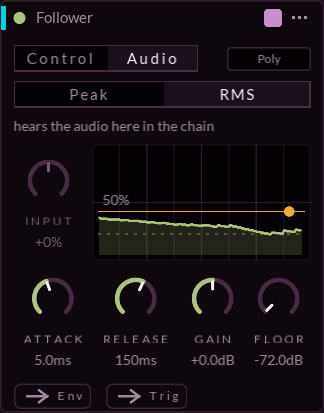 Follower
Control Audio Poly
Peak RMS
hears the audio here in the chain
50%
INPUT
+0%
ATTACK RELEASE GAIN FLOOR
5.0ms 150ms +0.0dB -72.0dB
Env Trig